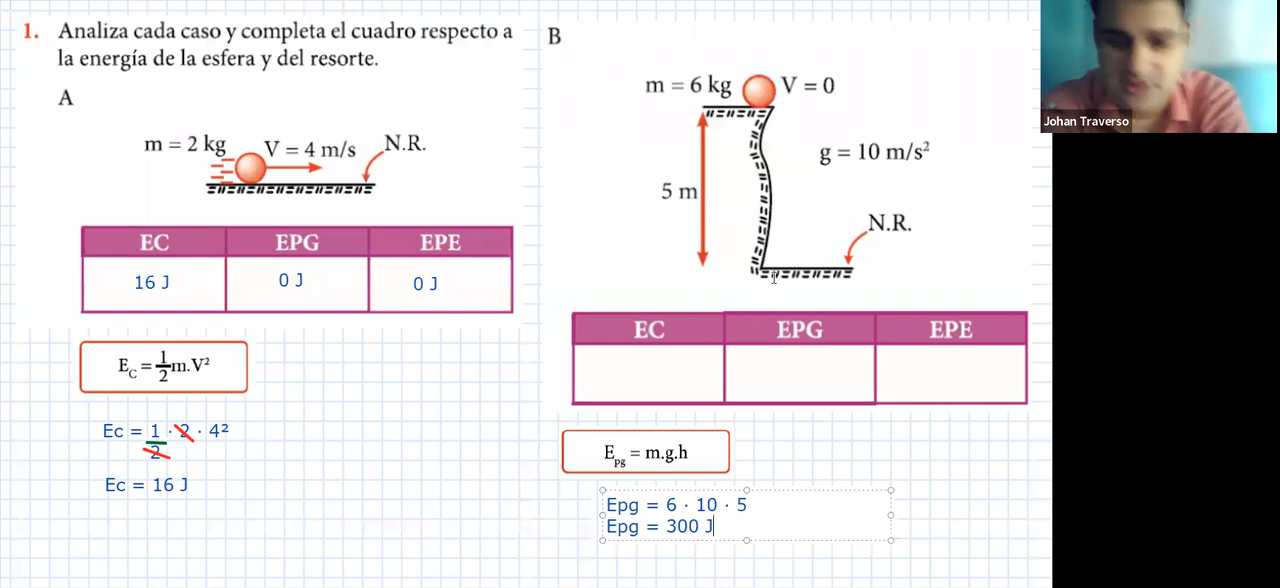 1. Analiza cada caso y completa el cuadro respecto a
la energía de la esfera y del resorte.
A
m = 2 kg
V = 4 m/s
N.R.
EC EPG EPE
16 J 0 J 0 J
E_C = 1/2 m.V²
Ec = 1/2 · 2 · 4²
Ec = 16 J
B
m = 6 kg
V = 0
g = 10 m/s²
5 m
N.R.
EC EPG EPE
E_pg = m.g.h
Epg = 6 · 10 · 5
Epg = 300 J
Johan Traverso